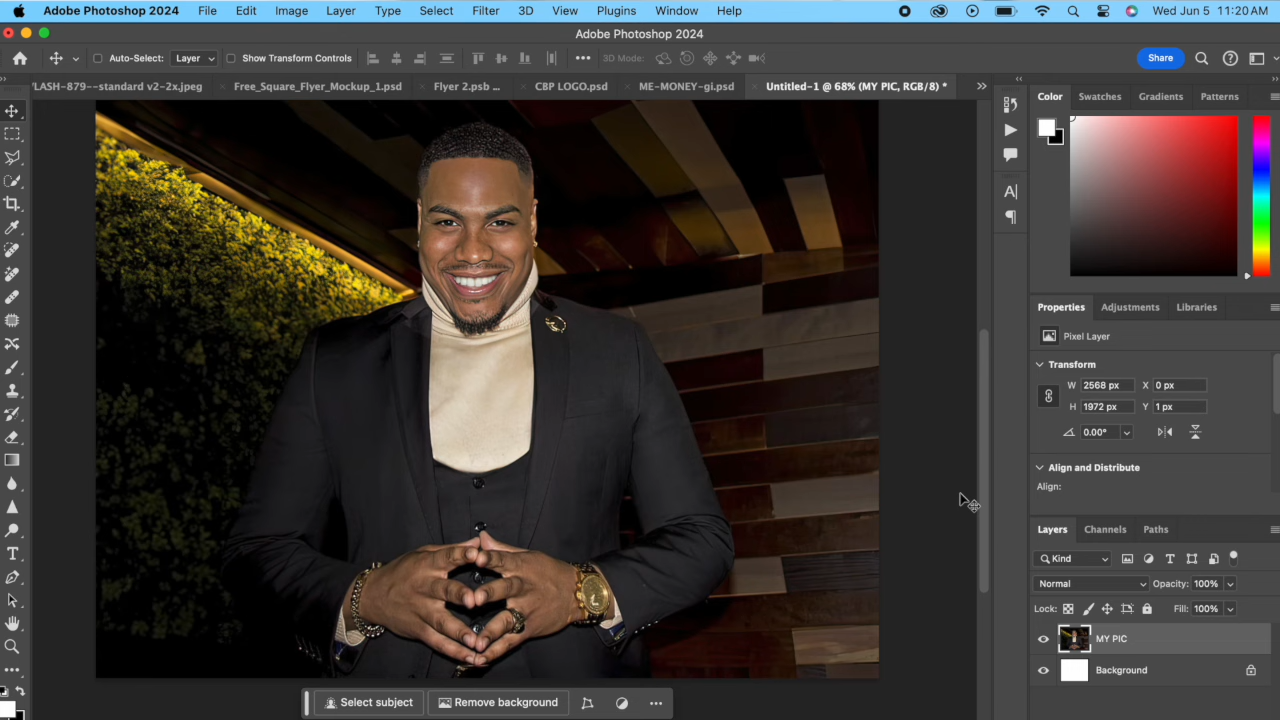 Adobe Photoshop 2024 File Edit Image Layer Type Select Filter 3D View Plugins Window Help Wed Jun 5 11:20 AM
Adobe Photoshop 2024
Auto-Select: Layer Show Transform Controls 3D Mode: Share
'LASH-879--standard v2-2x.jpeg Free_Square_Flyer_Mockup_1.psd Flyer 2.psb ... CBP LOGO.psd ME-MONEY-gi.psd Untitled-1 @ 68% (MY PIC, RGB/8) *
Color Swatches Gradients Patterns
Properties Adjustments Libraries
Pixel Layer
Transform
W 2568 px X 0 px
H 1972 px Y 1 px
0.00°
Align and Distribute
Align:
Layers Channels Paths
Kind
Normal Opacity: 100%
Lock: Fill: 100%
MY PIC
Background
Select subject Remove background